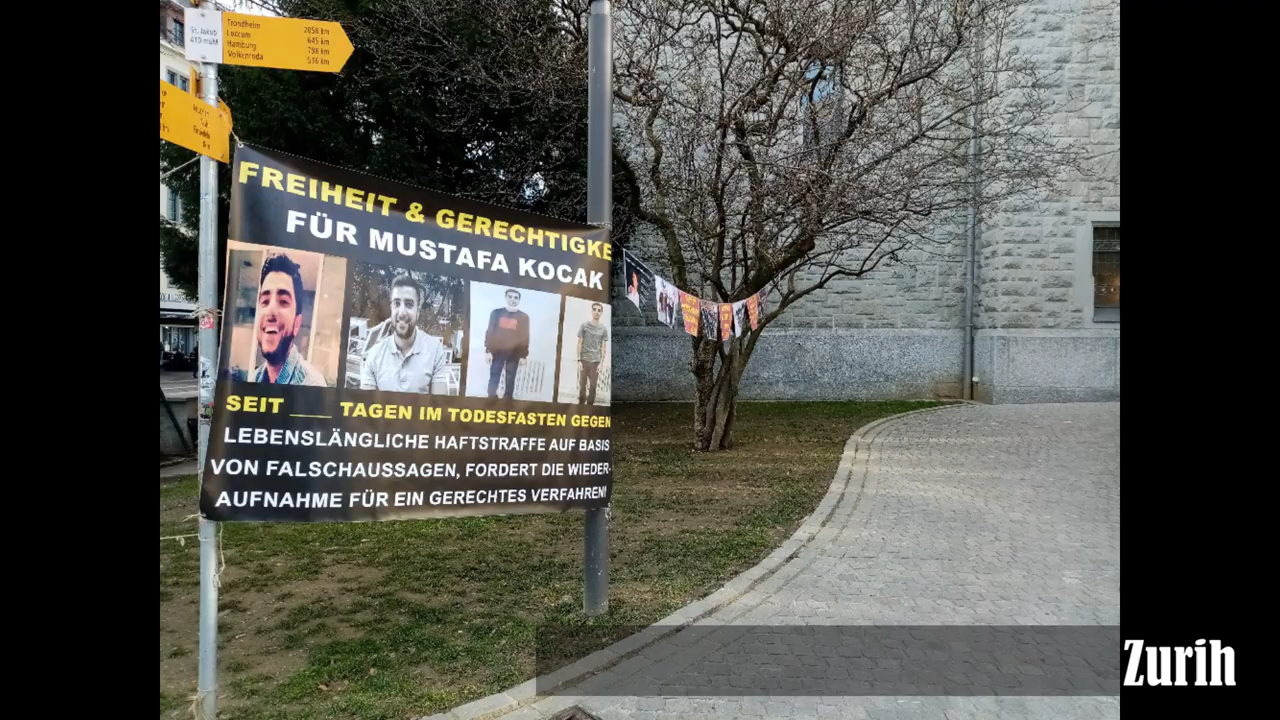 St. Jakob
Trondheim 2058 km
Loccum 645 km
Hamburg 798 km
Volkenroda 536 km
FREIHEIT & GERECHTIGKE
FÜR MUSTAFA KOCAK
SEIT ___ TAGEN IM TODESFASTEN GEGEN
LEBENSLÄNGLICHE HAFTSTRAFFE AUF BASIS
VON FALSCHAUSSAGEN, FORDERT DIE WIEDER-
AUFNAHME FÜR EIN GERECHTES VERFAHREN!
Zurih